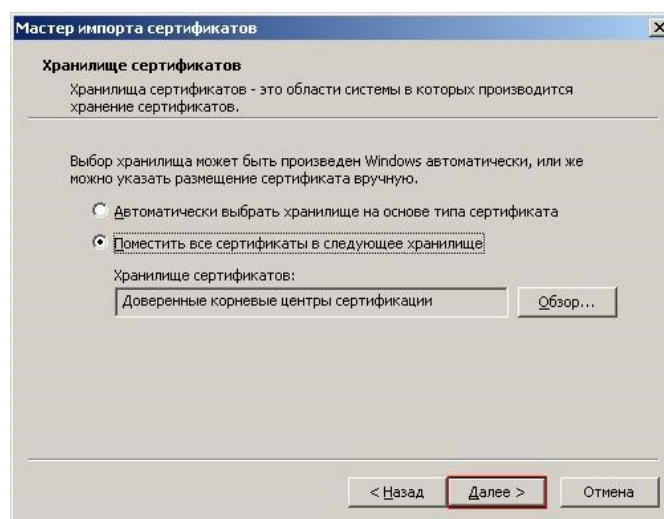 Мастер импорта сертификатов
Хранилище сертификатов
Хранилища сертификатов - это области системы в которых производится
хранение сертификатов.
Выбор хранилища может быть произведен Windows автоматически, или же
можно указать размещение сертификата вручную.
Автоматически выбрать хранилище на основе типа сертификата
Поместить все сертификаты в следующее хранилище
Хранилище сертификатов:
Доверенные корневые центры сертификации
Обзор...
< Назад
Далее >
Отмена